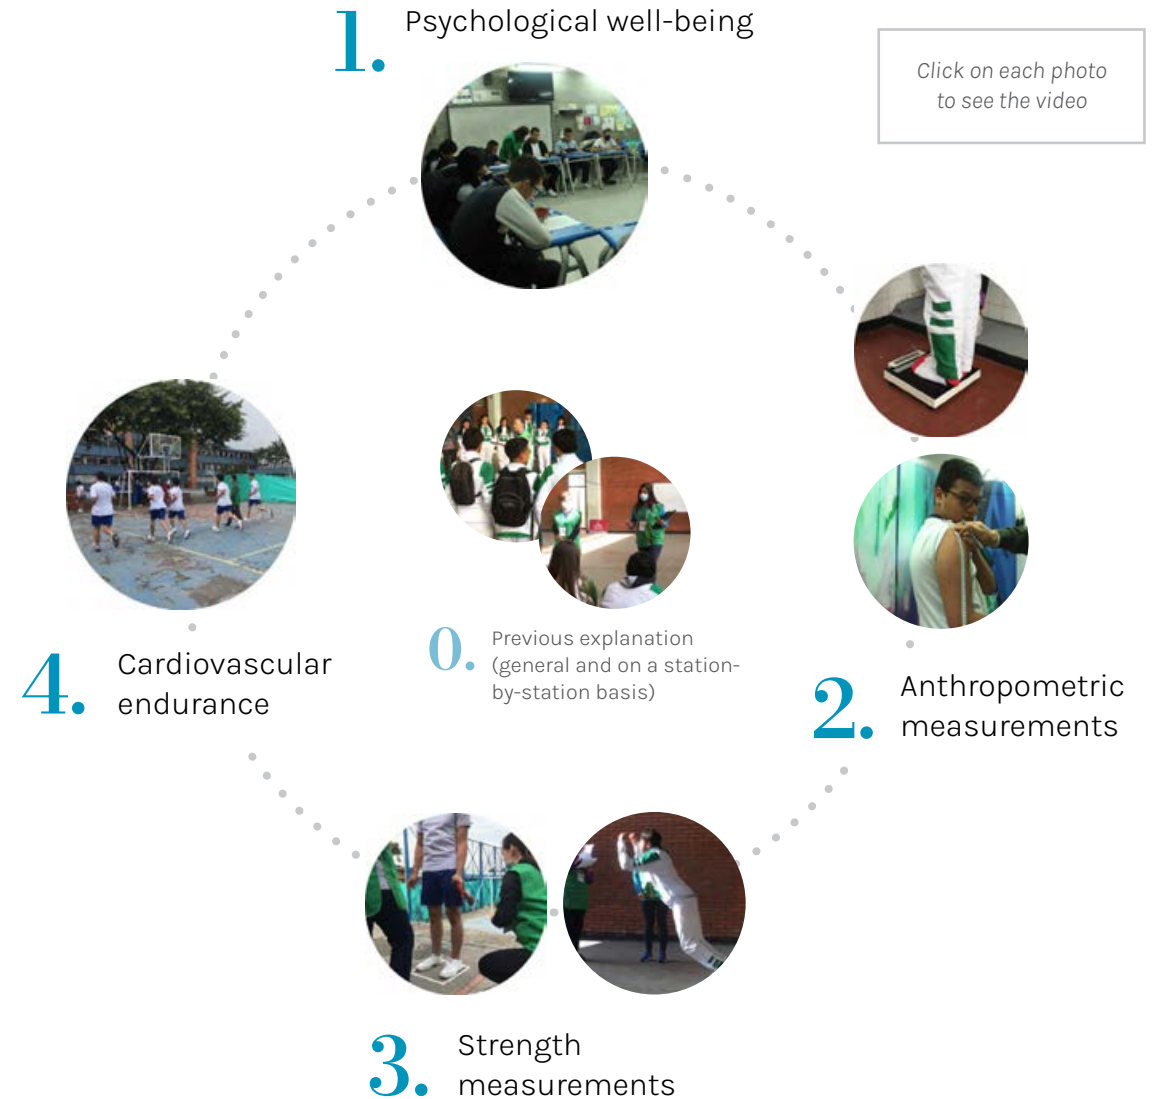 1.
Psychological well-being
Click on each photo
to see the video
0.
Previous explanation
(general and on a station-
by-station basis)
2.
Anthropometric
measurements
3.
Strength
measurements
4.
Cardiovascular
endurance